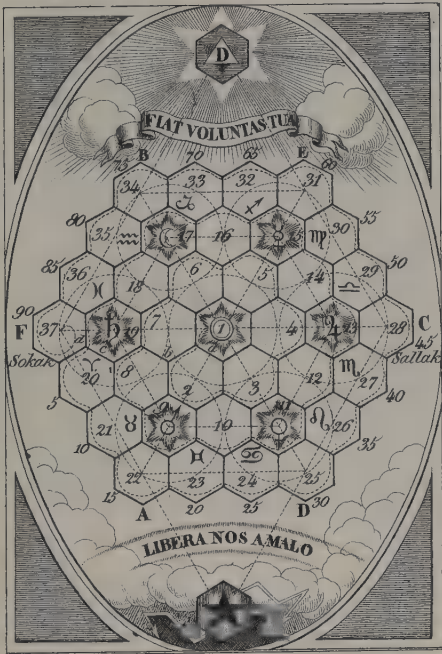 D
FIAT VOLUNTAS TUA
75 B 70 65 E 60
34 33 32 31
80 35 17 16 15 30 55
85 36 18 6 5 14 29 50
90
F 37 d 19 7 1 4 13 28 C
Sokak c b 45 Sallak
20 8 2 3 12 27 40
5
21 10 26 35
10
22 23 24 25
15 A 20 25 D 30
LIBERA NOS A MALO